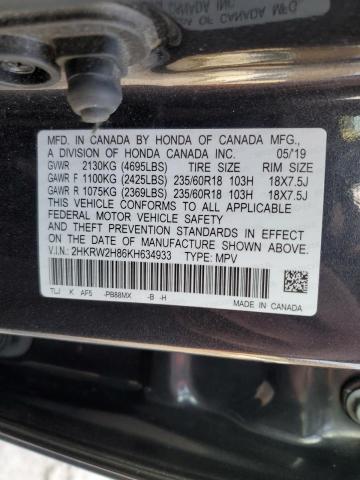 MFD. IN CANADA BY HONDA OF CANADA MFG.,
A DIVISION OF HONDA CANADA INC. 05/'19
GVWR 2130KG (4695LBS) TIRE SIZE RIM SIZE
GAWR F 1100KG (2425LBS) 235/60R18 103H 18X7.5J
GAWR R 1075KG (2369LBS) 235/60R18 103H 18X7.5J
THIS VEHICLE CONFORMS TO ALL APPLICABLE
FEDERAL MOTOR VEHICLE SAFETY
AND THEFT PREVENTION STANDARDS IN EFFECT
ON THE DATE OF MANUFACTURE SHOWN ABOVE.
V.I.N.: 2HKRW2H86KH634933 TYPE: MPV
TLJ K AF5 -PB88MX -B -H
MADE IN CANADA